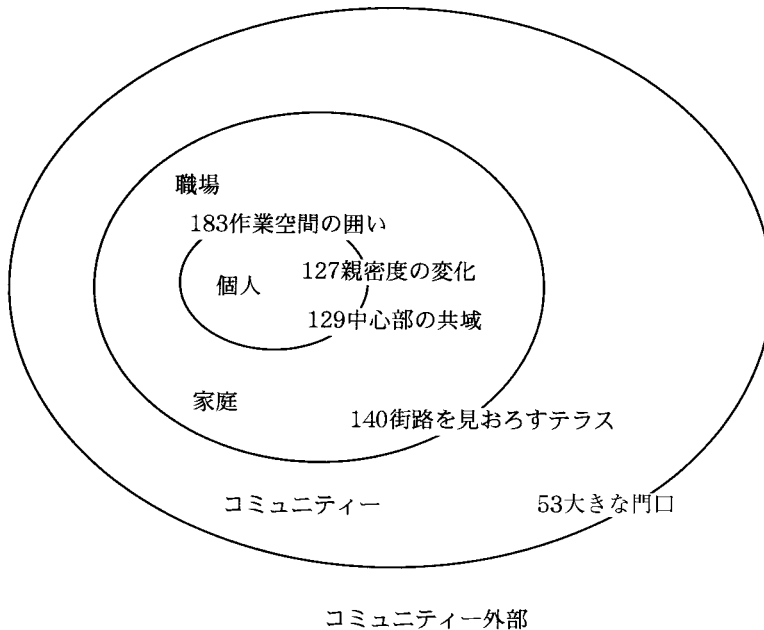 職場
183作業空間の囲い
個人
127親密度の変化
129中心部の共域
家庭
140街路を見おろすテラス
コミュニティー
53大きな門口
コミュニティー外部